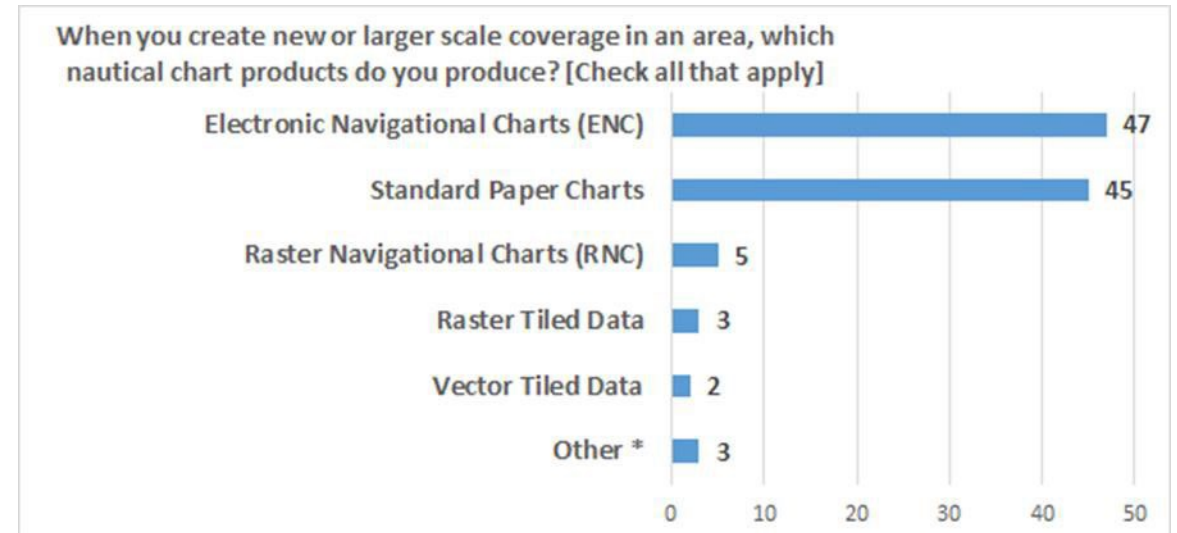 When you create new or larger scale coverage in an area, which
nautical chart products do you produce? [Check all that apply]
Electronic Navigational Charts (ENC) 47
Standard Paper Charts 45
Raster Navigational Charts (RNC) 5
Raster Tiled Data 3
Vector Tiled Data 2
Other * 3
0 10 20 30 40 50